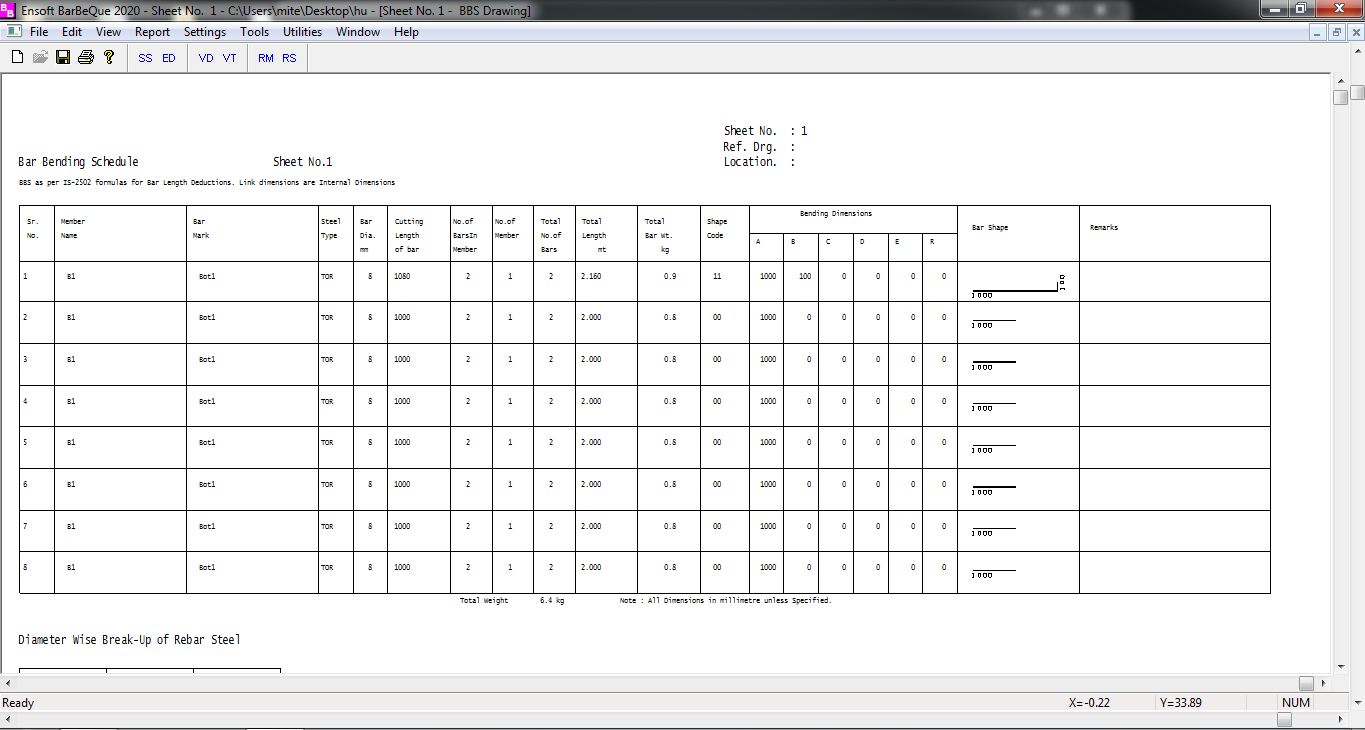 Ensoft BarBeQue 2020 - Sheet No. 1 - C:\Users\mite\Desktop\hu - [Sheet No. 1 - BBS Drawing]
File Edit View Report Settings Tools Utilities Window Help
SS ED VD VT RM RS
Sheet No. : 1
Ref. Drg. :
Location. :
Bar Bending Schedule Sheet No.1
BBS as per IS-2502 formulas for Bar Length Deductions. Link dimensions are Internal Dimensions
Bending Dimensions
Sr. Member Bar Steel Bar Cutting No.of No.of Total Total Total Shape Bar Shape Remarks
No. Name Mark Type Dia. Length BarsIn Member No.of Length Bar Wt. Code A B C D E R
mm of bar Member Bars mt kg
1 B1 Bot1 TOR 8 1080 2 1 2 2.160 0.9 11 1000 100 0 0 0 0 100
1000
2 B1 Bot1 TOR 8 1000 2 1 2 2.000 0.8 00 1000 0 0 0 0 0
1000
3 B1 Bot1 TOR 8 1000 2 1 2 2.000 0.8 00 1000 0 0 0 0 0
1000
4 B1 Bot1 TOR 8 1000 2 1 2 2.000 0.8 00 1000 0 0 0 0 0
1000
5 B1 Bot1 TOR 8 1000 2 1 2 2.000 0.8 00 1000 0 0 0 0 0
1000
6 B1 Bot1 TOR 8 1000 2 1 2 2.000 0.8 00 1000 0 0 0 0 0
1000
7 B1 Bot1 TOR 8 1000 2 1 2 2.000 0.8 00 1000 0 0 0 0 0
1000
8 B1 Bot1 TOR 8 1000 2 1 2 2.000 0.8 00 1000 0 0 0 0 0
1000
Total Weight 6.4 kg Note : All Dimensions in millimetre unless Specified.
Diameter Wise Break-Up of Rebar Steel
Ready X=-0.22 Y=33.89 NUM